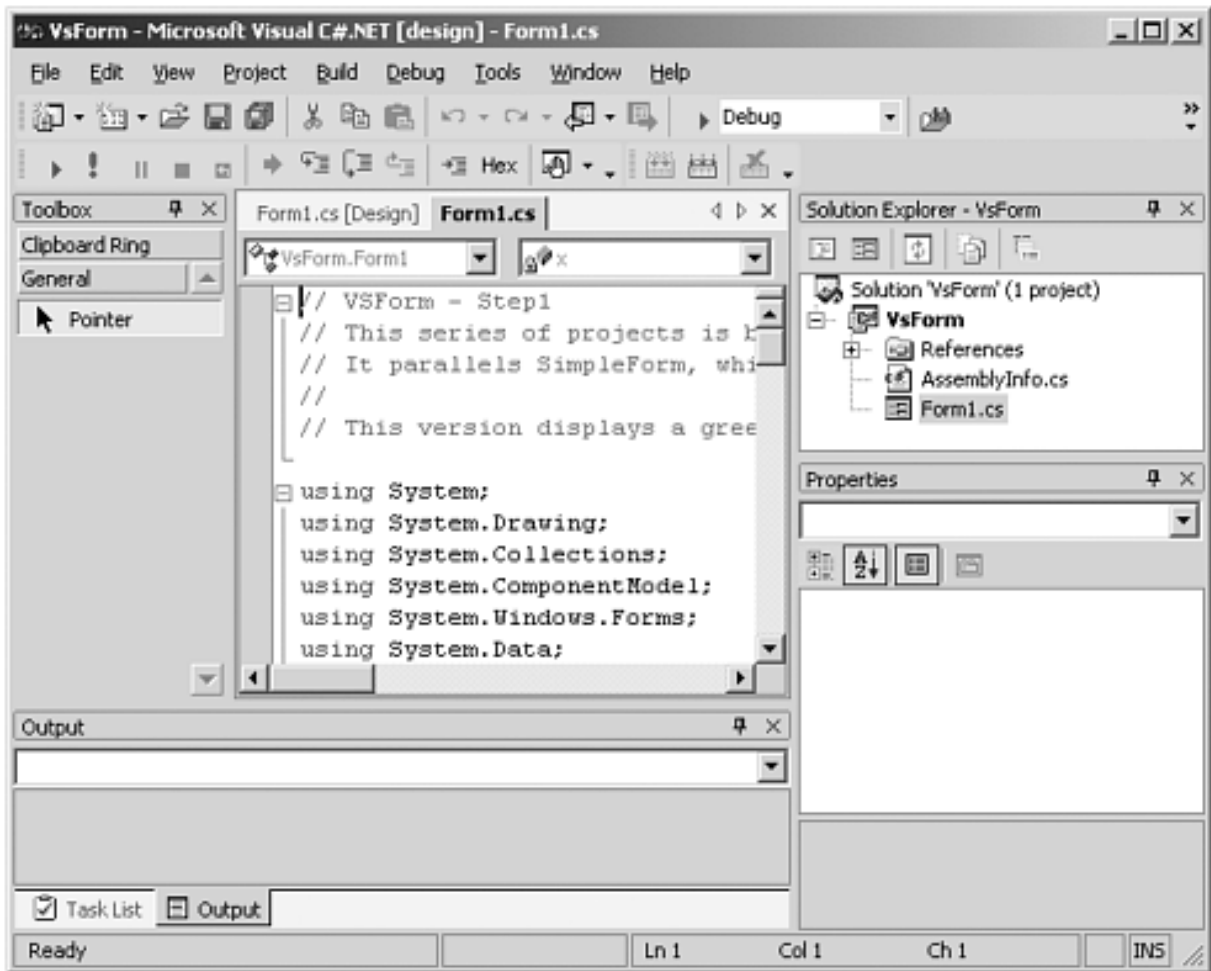 VsForm - Microsoft Visual C#.NET [design] - Form1.cs
File Edit View Project Build Debug Tools Window Help
Debug
Hex
Toolbox
Clipboard Ring
General
Pointer
Form1.cs [Design] Form1.cs
VsForm.Form1
x
// VSForm - Step1
// This series of projects is b
// It parallels SimpleForm, whi
//
// This version displays a gree
using System;
using System.Drawing;
using System.Collections;
using System.ComponentModel;
using System.Windows.Forms;
using System.Data;
Solution Explorer - VsForm
Solution 'VsForm' (1 project)
VsForm
References
AssemblyInfo.cs
Form1.cs
Properties
Output
Task List Output
Ready Ln 1 Col 1 Ch 1 INS